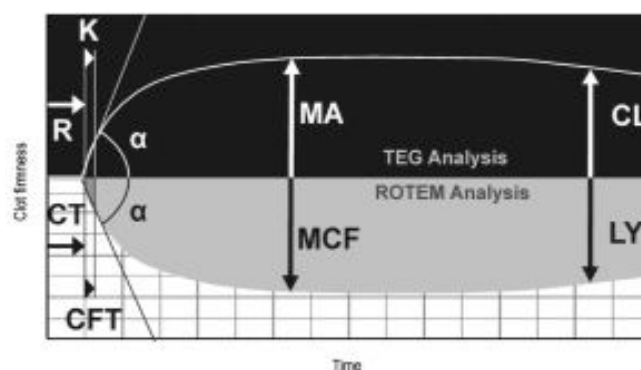 K
R
α
MA
CL
TEG Analysis
Clot firmness
ROTEM Analysis
CT
α
MCF
LY
CFT
Time